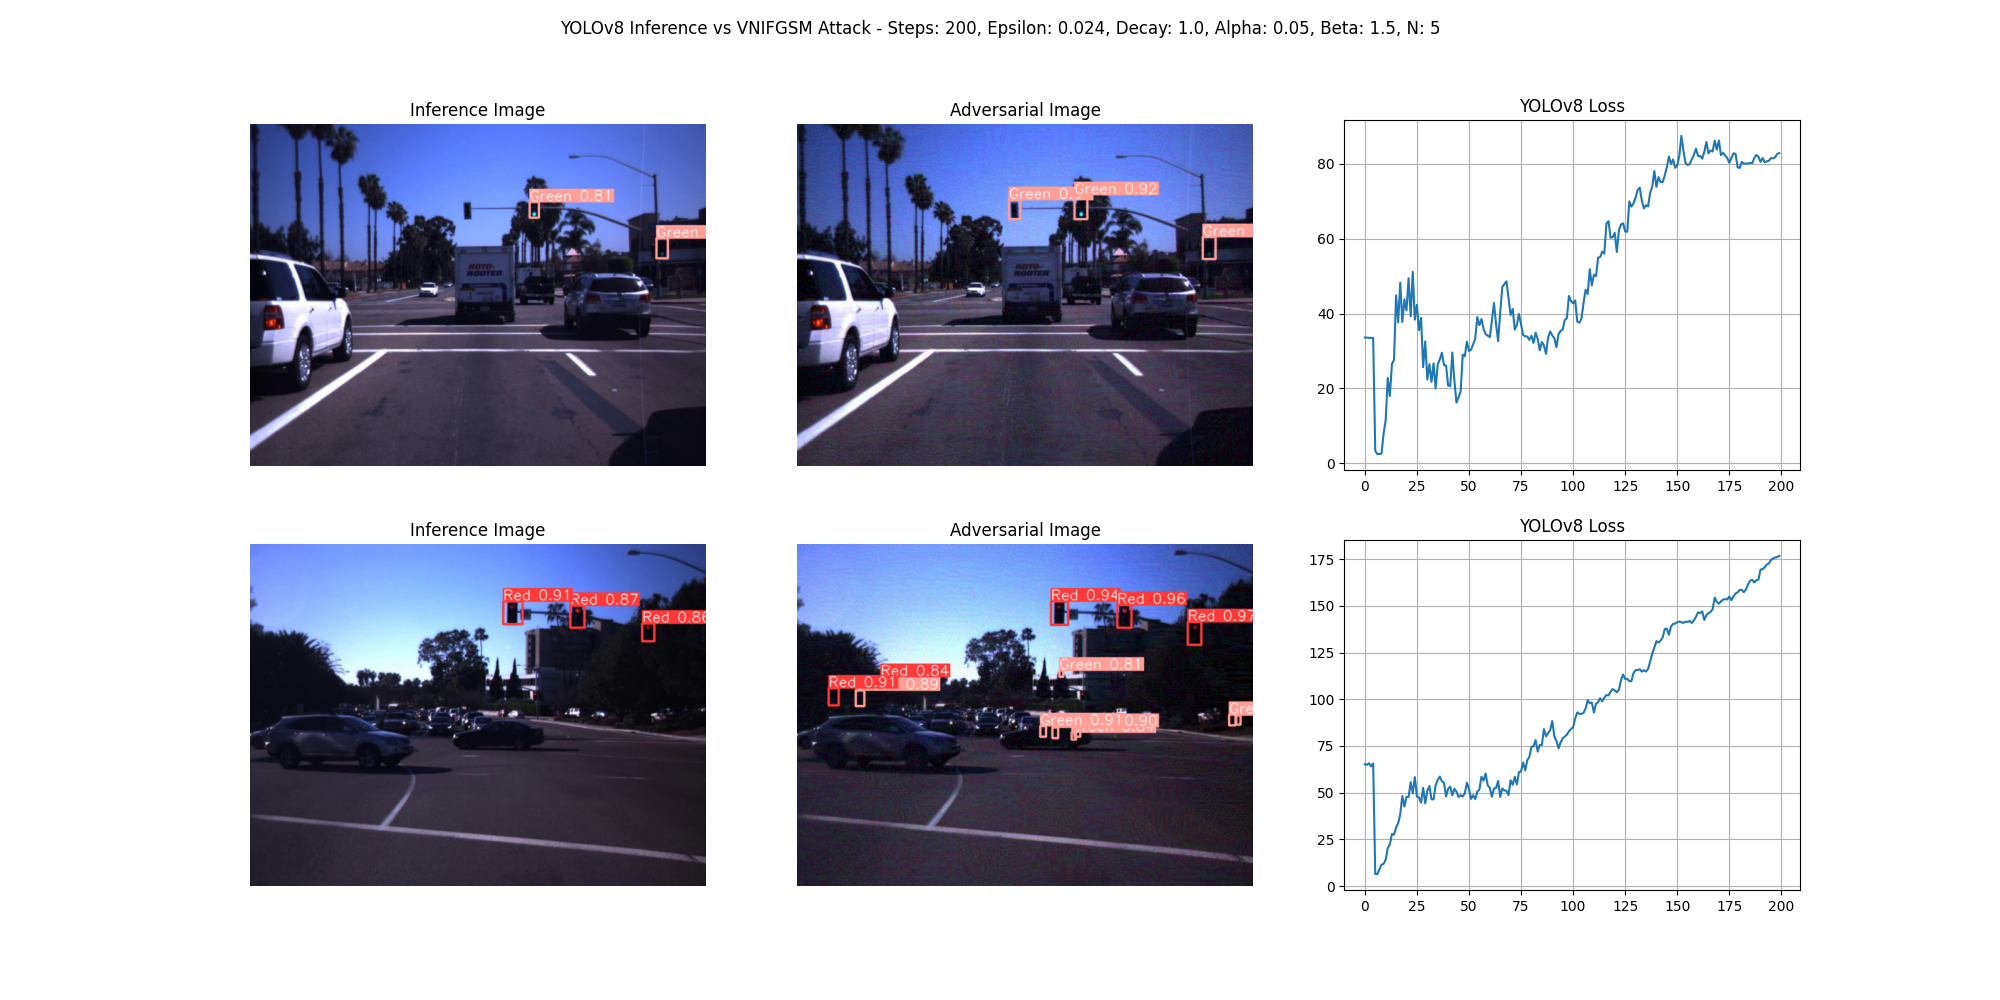 YOLOv8 Inference vs VNIFGSM Attack - Steps: 200, Epsilon: 0.024, Decay: 1.0, Alpha: 0.05, Beta: 1.5, N: 5
Inference Image
Green 0.81
Green
AUTO-
ROOTER
Adversarial Image
Green 0.
Green 0.92
Green
AUTO-
ROOTER
YOLOv8 Loss
80
60
40
20
0
0 25 50 75 100 125 150 175 200
Inference Image
Red 0.91
Red 0.87
Red 0.86
Adversarial Image
Red 0.94
Red 0.96
Red 0.97
Green 0.81
Red 0.84
Red 0.91
0.89
Gre
Green 0.91
0.90
YOLOv8 Loss
175
150
125
100
75
50
25
0
0 25 50 75 100 125 150 175 200